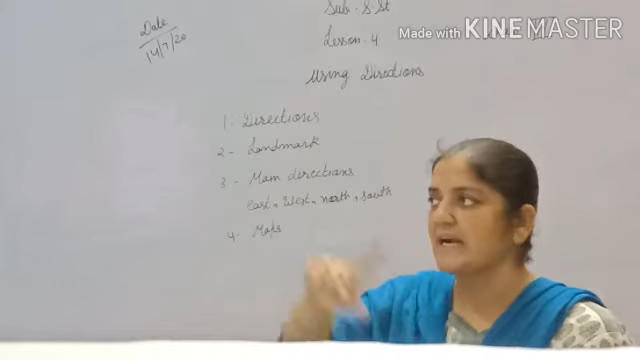 Sub. S. St
Date
14/7/20
Made with KINEMASTER
Lesson. 4
Using Directions
1. Directions
2- Landmark
3- Main directions
east, West, north, south
4. Maps